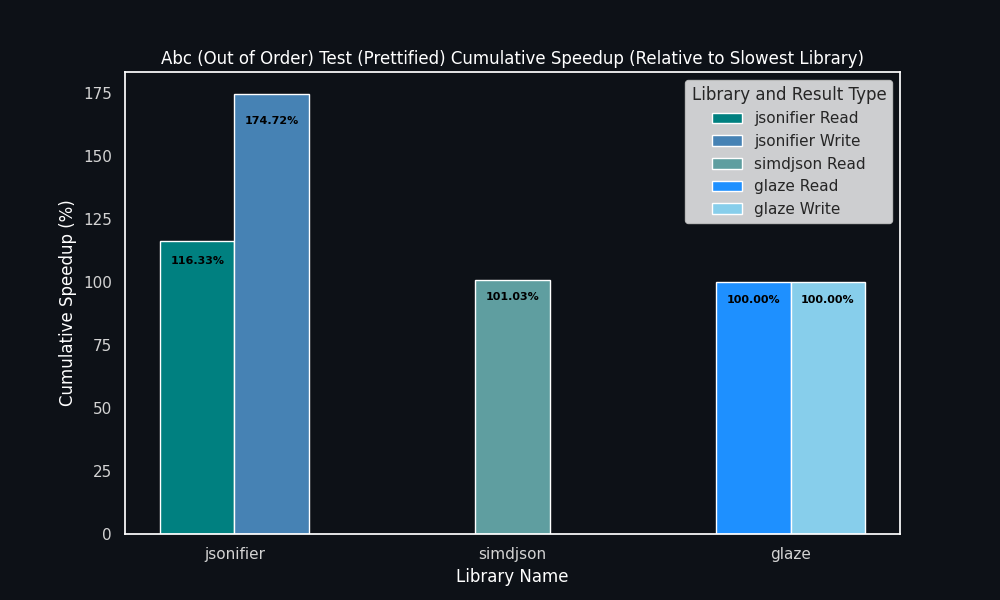 Abc (Out of Order) Test (Prettified) Cumulative Speedup (Relative to Slowest Library)
Cumulative Speedup (%)
175
150
125
100
75
50
25
0
116.33%
174.72%
101.03%
100.00%
100.00%
Library and Result Type
jsonifier Read
jsonifier Write
simdjson Read
glaze Read
glaze Write
jsonifier
simdjson
glaze
Library Name